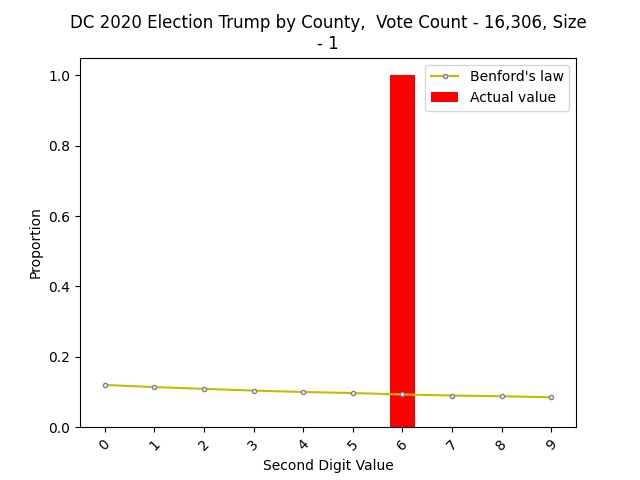 DC 2020 Election Trump by County,  Vote Count - 16,306, Size
- 1
Benford's law
Actual value
1.0
0.8
0.6
0.4
0.2
0.0
Proportion
0 1 2 3 4 5 6 7 8 9
Second Digit Value